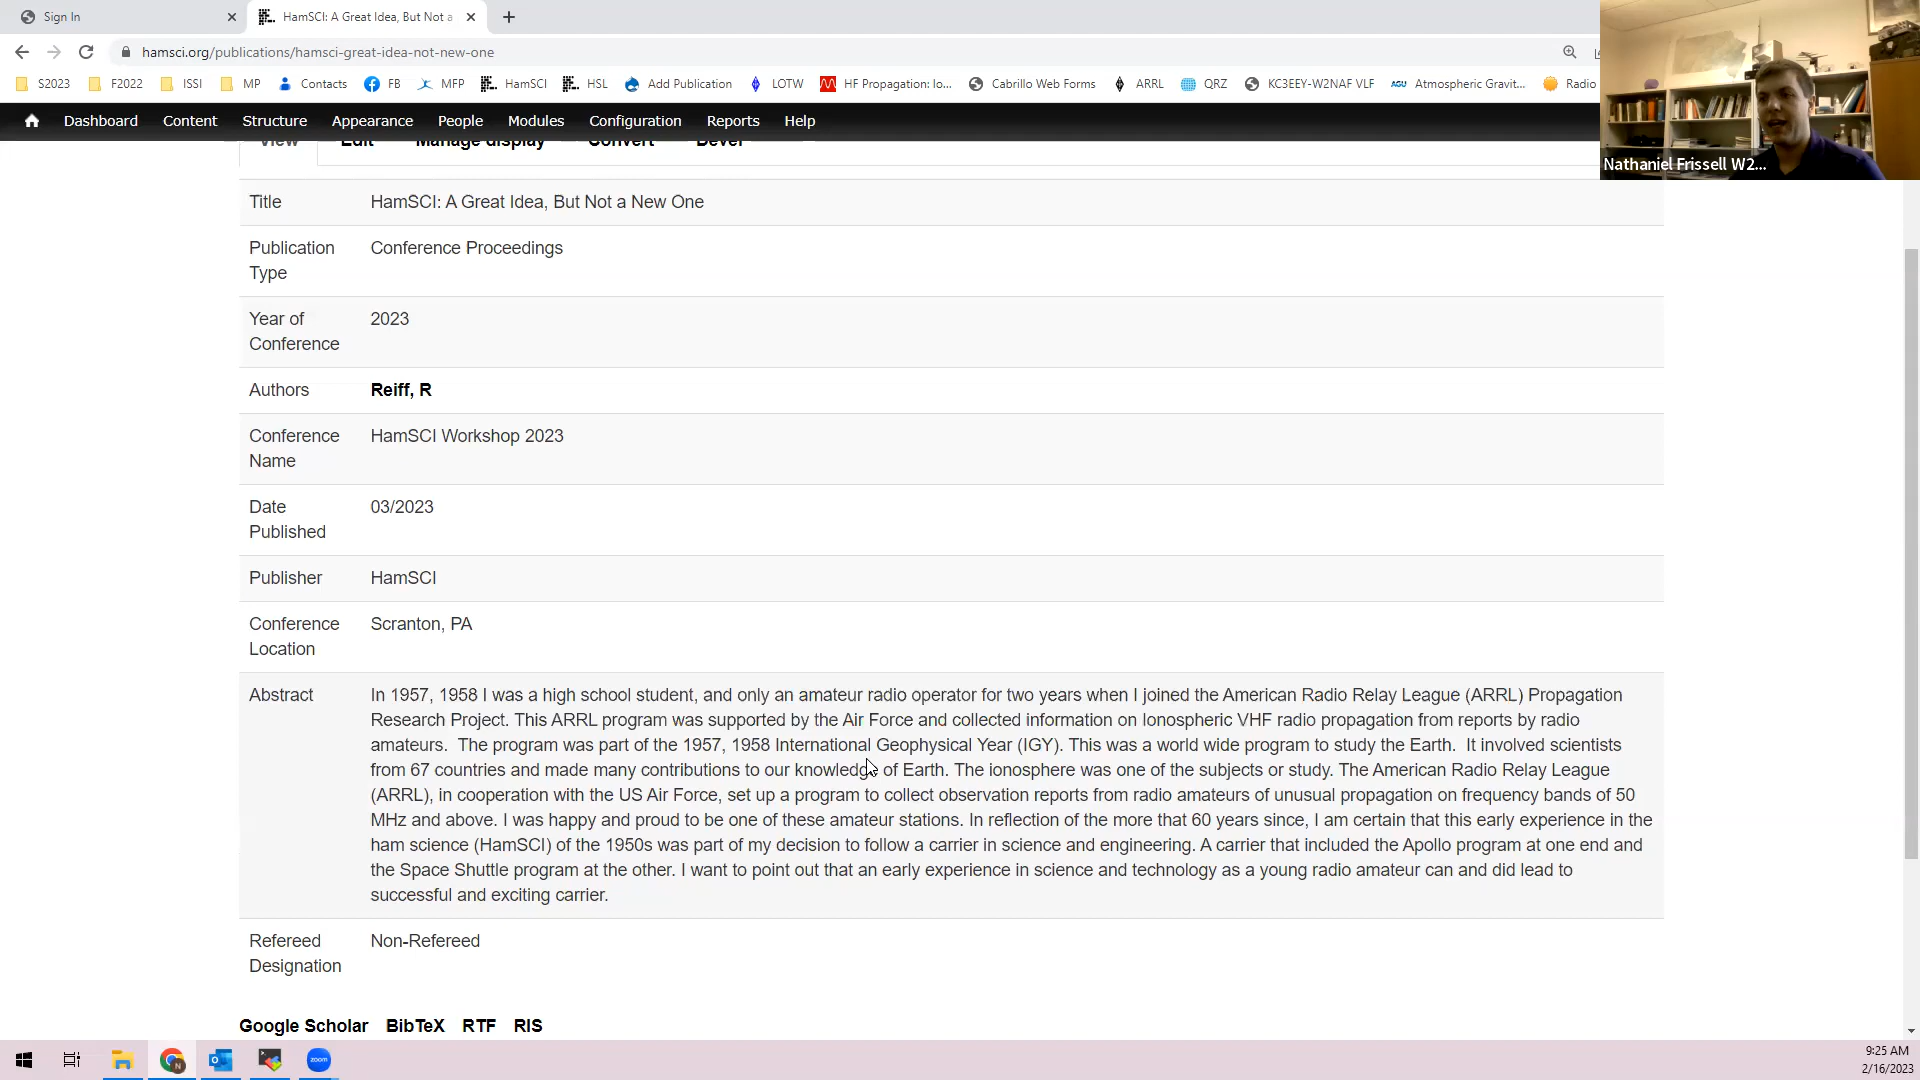 Sign In
HamSCI: A Great Idea, But Not a
hamsci.org/publications/hamsci-great-idea-not-new-one
S2023 F2022 ISSI MP Contacts FB MFP HamSCI HSL Add Publication LOTW HF Propagation: Io... Cabrillo Web Forms ARRL QRZ KC3EEY-W2NAF VLF AGU Atmospheric Gravit... Radio
Dashboard Content Structure Appearance People Modules Configuration Reports Help
View Edit Manage display Convert Devel
Nathaniel Frissell W2...
Title HamSCI: A Great Idea, But Not a New One
Publication Conference Proceedings
Type
Year of 2023
Conference
Authors Reiff, R
Conference HamSCI Workshop 2023
Name
Date 03/2023
Published
Publisher HamSCI
Conference Scranton, PA
Location
Abstract In 1957, 1958 I was a high school student, and only an amateur radio operator for two years when I joined the American Radio Relay League (ARRL) Propagation
Research Project. This ARRL program was supported by the Air Force and collected information on Ionospheric VHF radio propagation from reports by radio
amateurs.  The program was part of the 1957, 1958 International Geophysical Year (IGY). This was a world wide program to study the Earth.  It involved scientists
from 67 countries and made many contributions to our knowledge of Earth. The ionosphere was one of the subjects or study. The American Radio Relay League
(ARRL), in cooperation with the US Air Force, set up a program to collect observation reports from radio amateurs of unusual propagation on frequency bands of 50
MHz and above. I was happy and proud to be one of these amateur stations. In reflection of the more that 60 years since, I am certain that this early experience in the
ham science (HamSCI) of the 1950s was part of my decision to follow a carrier in science and engineering. A carrier that included the Apollo program at one end and
the Space Shuttle program at the other. I want to point out that an early experience in science and technology as a young radio amateur can and did lead to
successful and exciting carrier.
Refereed Non-Refereed
Designation
Google Scholar BibTeX RTF RIS
zoom
9:25 AM
2/16/2023